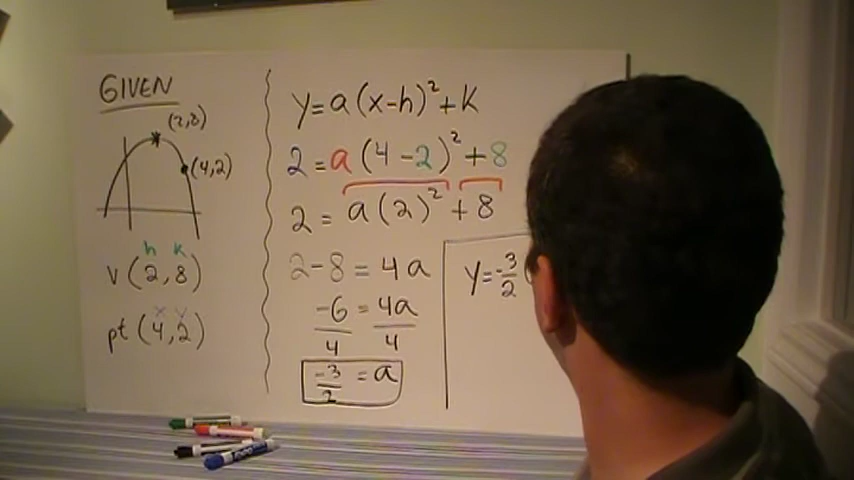 GIVEN
(2,8)
(4,2)
h k
V (2,8)
x y
pt (4,2)
y=a(x-h)²+k
2=a(4-2)²+8
2=a(2)²+8
2-8=4a
-6/4=4a/4
-3/2=a
y=-3/2